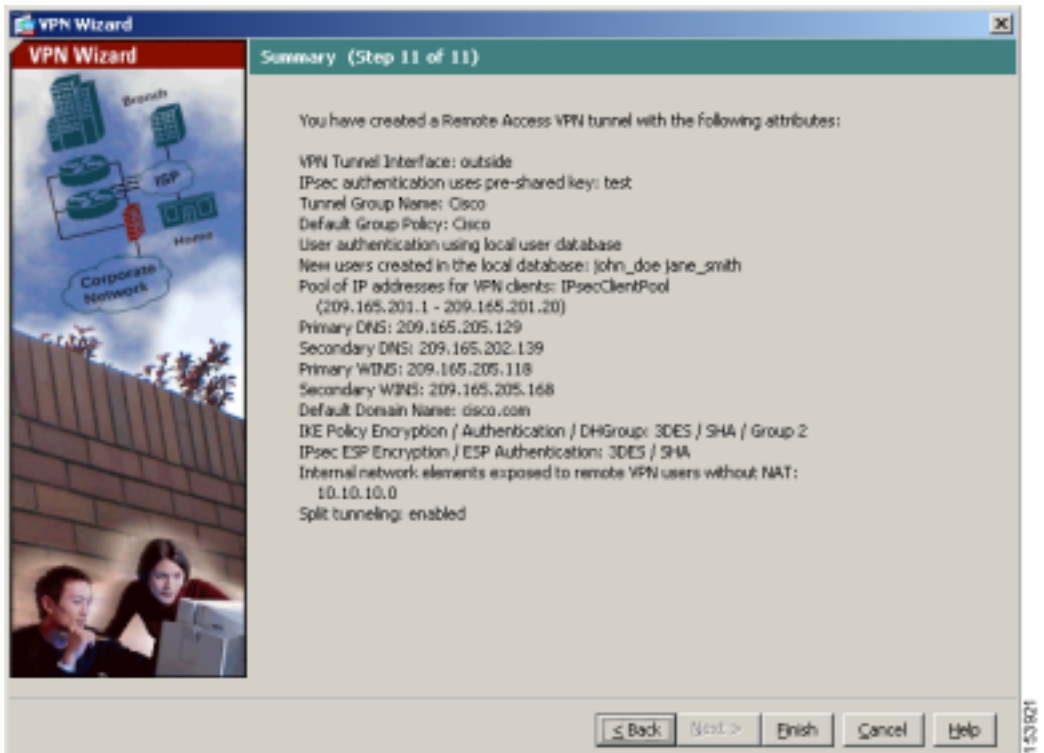 VPN Wizard
VPN Wizard
Summary (Step 11 of 11)
Branch
ISP
Home
Corporate
Network
You have created a Remote Access VPN tunnel with the following attributes:
VPN Tunnel Interface: outside
IPsec authentication uses pre-shared key: test
Tunnel Group Name: Cisco
Default Group Policy: Cisco
User authentication using local user database
New users created in the local database: john_doe jane_smith
Pool of IP addresses for VPN clients: IPsecClientPool
(209.165.201.1 - 209.165.201.20)
Primary DNS: 209.165.205.129
Secondary DNS: 209.165.202.139
Primary WINS: 209.165.205.118
Secondary WINS: 209.165.205.168
Default Domain Name: cisco.com
IKE Policy Encryption / Authentication / DHGroup: 3DES / SHA / Group 2
IPsec ESP Encryption / ESP Authentication: 3DES / SHA
Internal network elements exposed to remote VPN users without NAT:
10.10.10.0
Split tunneling: enabled
< Back
Next >
Finish
Cancel
Help
153921